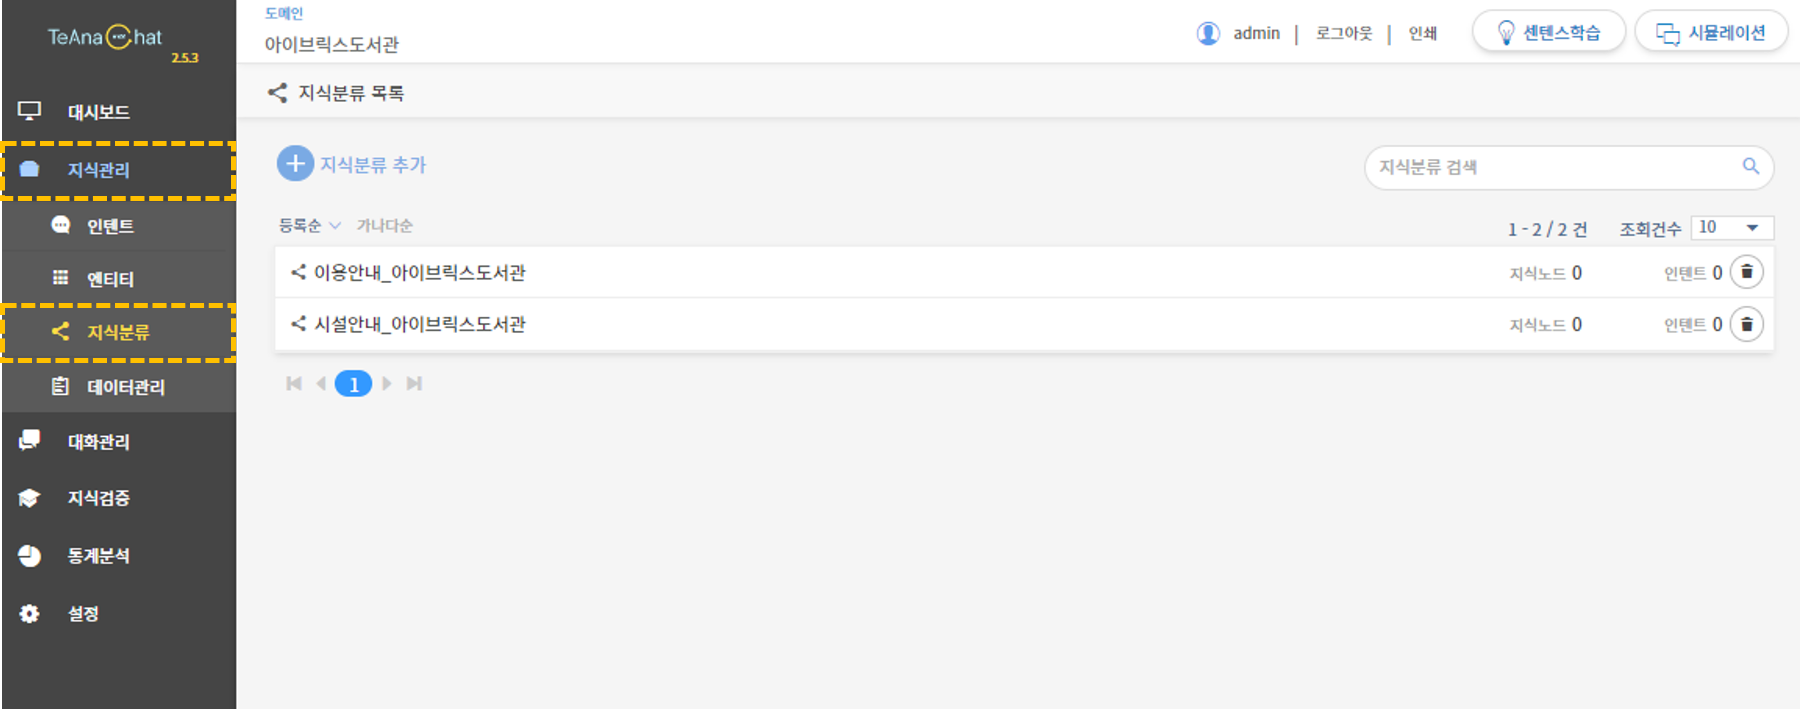 TeAna Chat
2.5.3
대시보드
지식관리
인텐트
엔티티
지식분류
데이터관리
대화관리
지식검증
통계분석
설정
도메인
아이브릭스도서관
admin | 로그아웃 | 인쇄
센텐스학습
시뮬레이션
지식분류 목록
지식분류 추가
지식분류 검색
등록순 가나다순
1 - 2 / 2 건 조회건수 10
이용안내_아이브릭스도서관 지식노드 0 인텐트 0
시설안내_아이브릭스도서관 지식노드 0 인텐트 0
1